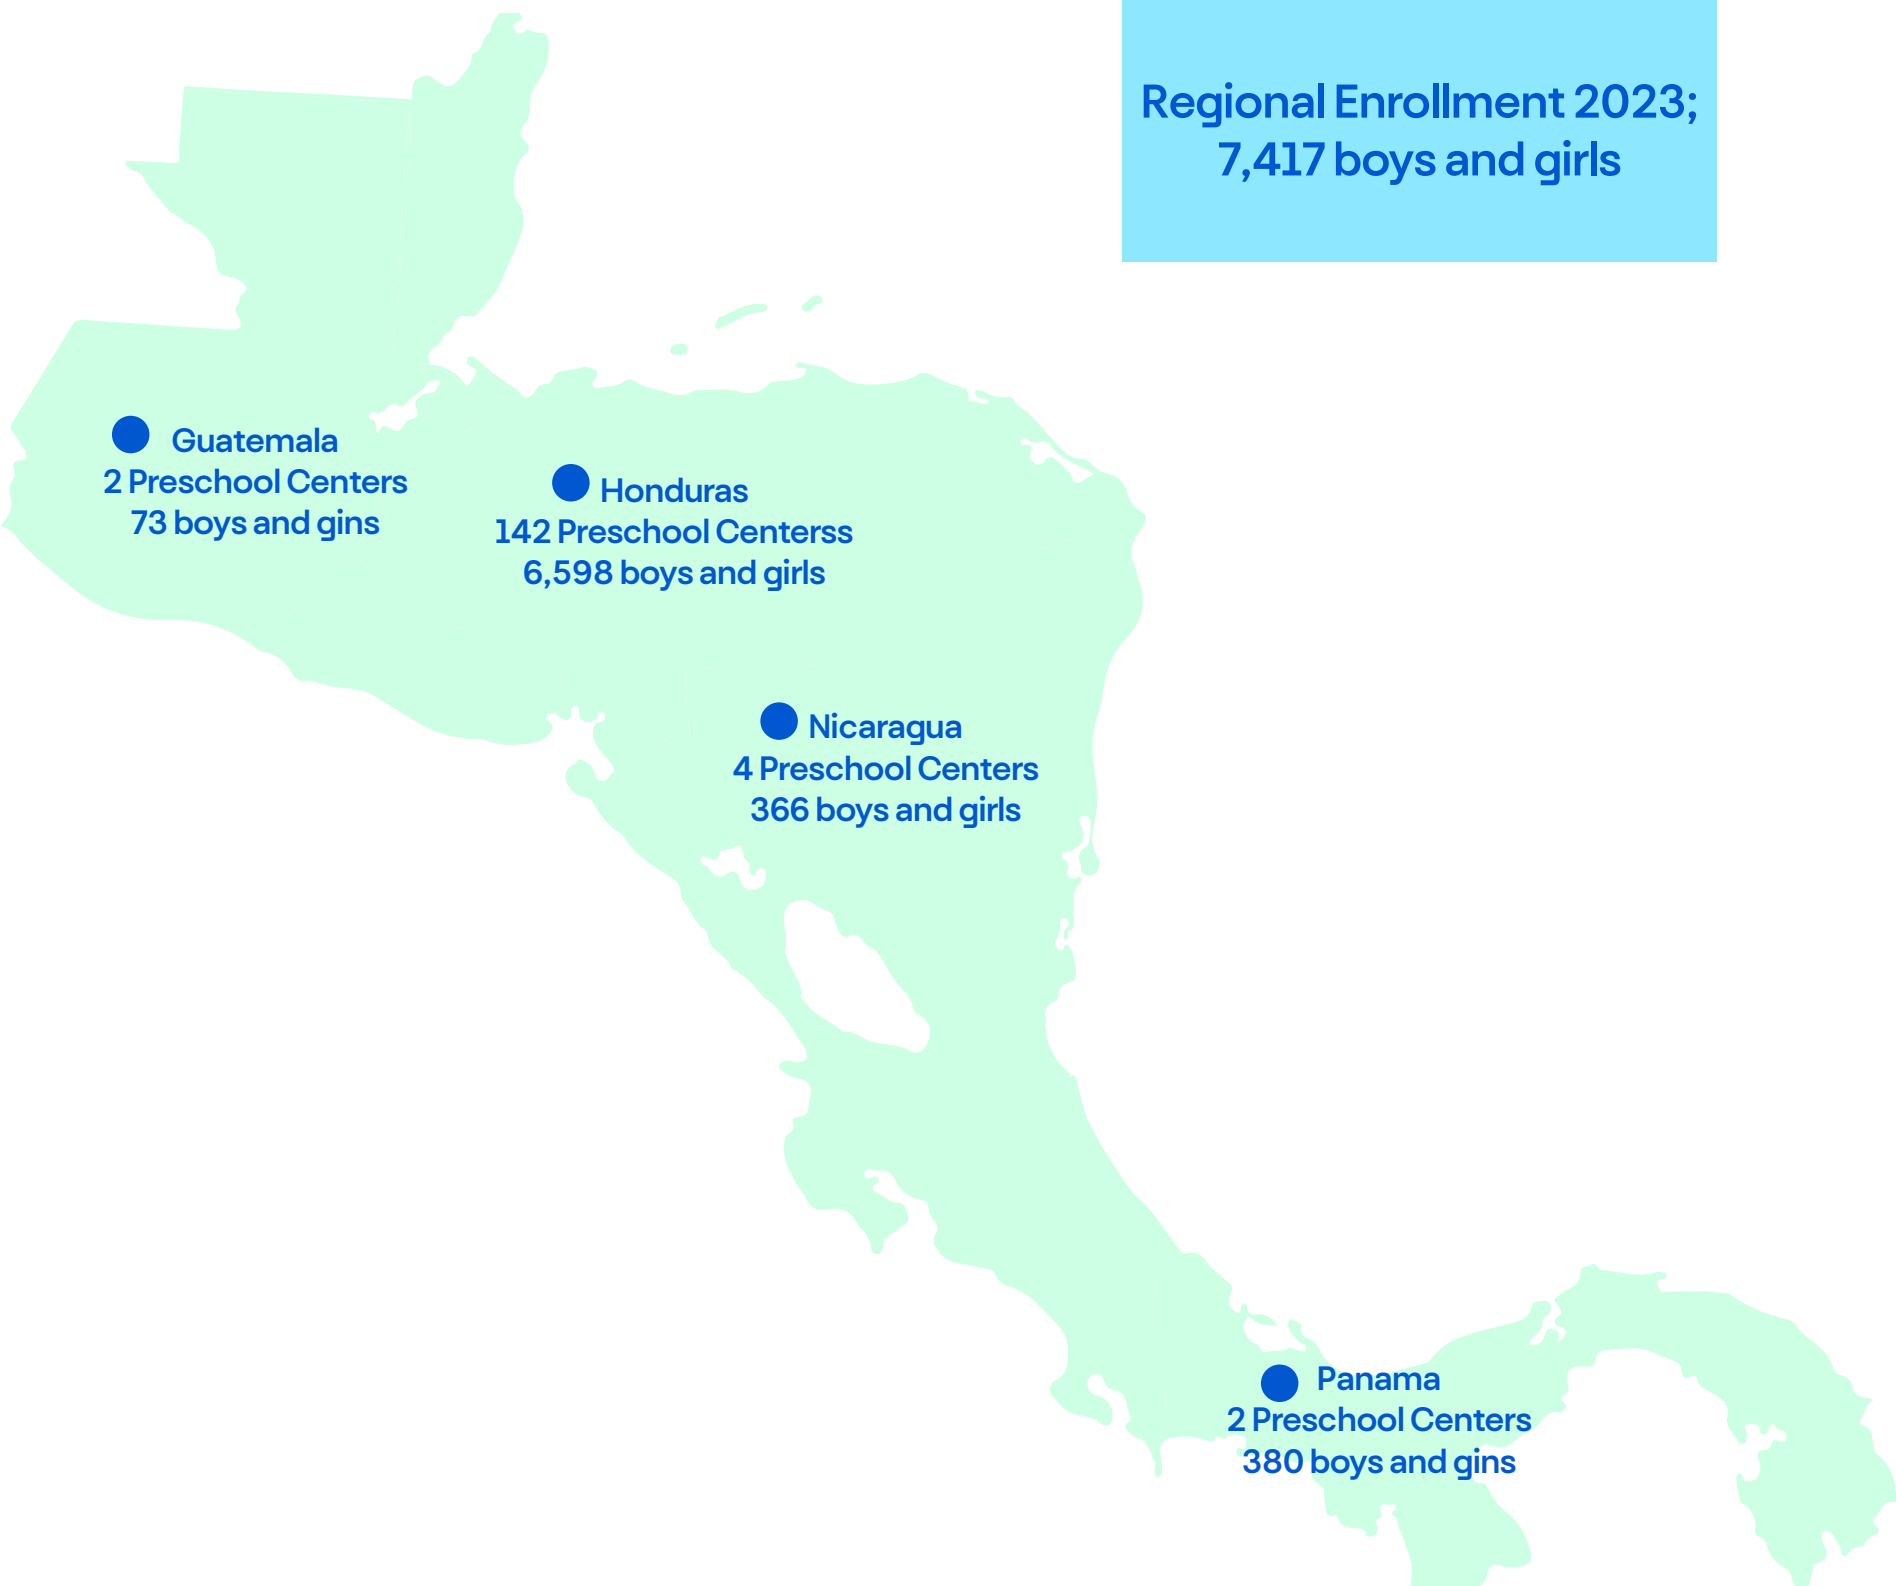 Regional Enrollment 2023;
7,417 boys and girls
Guatemala
2 Preschool Centers
73 boys and gins
Honduras
142 Preschool Centerss
6,598 boys and girls
Nicaragua
4 Preschool Centers
366 boys and girls
Panama
2 Preschool Centers
380 boys and gins